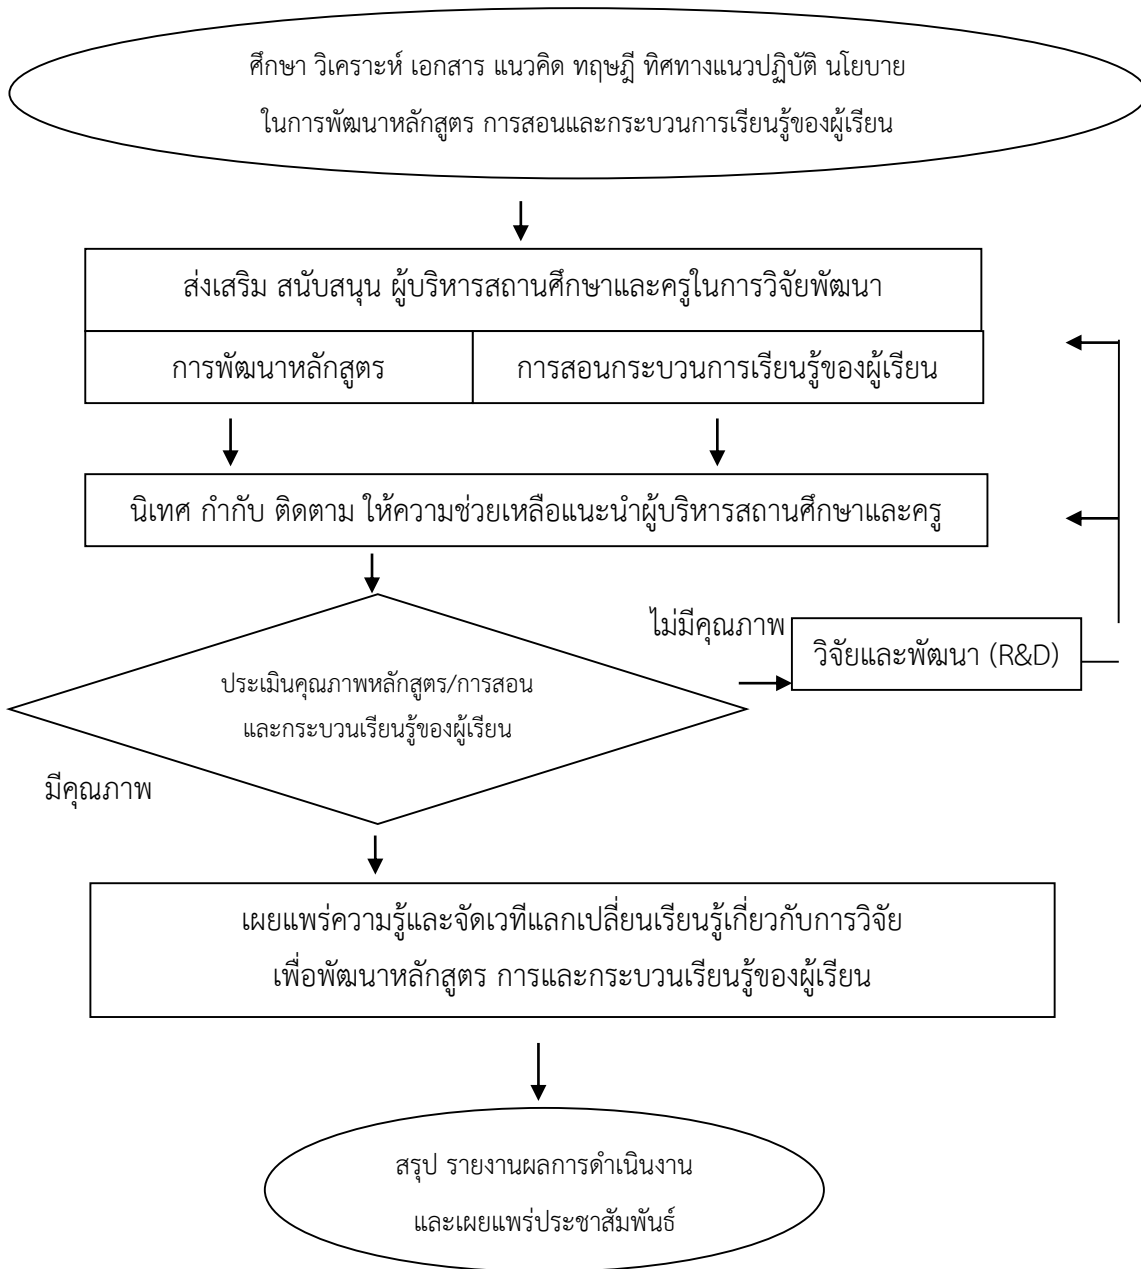 ศึกษา วิเคราะห์ เอกสาร แนวคิด ทฤษฎี ทิศทางแนวปฏิบัติ นโยบาย
ในการพัฒนาหลักสูตร การสอนและกระบวนการเรียนรู้ของผู้เรียน
ส่งเสริม สนับสนุน ผู้บริหารสถานศึกษาและครูในการวิจัยพัฒนา
การพัฒนาหลักสูตร
การสอนกระบวนการเรียนรู้ของผู้เรียน
นิเทศ กำกับ ติดตาม ให้ความช่วยเหลือแนะนำผู้บริหารสถานศึกษาและครู
ไม่มีคุณภาพ
วิจัยและพัฒนา (R&D)
ประเมินคุณภาพหลักสูตร/การสอน
และกระบวนเรียนรู้ของผู้เรียน
มีคุณภาพ
เผยแพร่ความรู้และจัดเวทีแลกเปลี่ยนเรียนรู้เกี่ยวกับการวิจัย
เพื่อพัฒนาหลักสูตร การและกระบวนเรียนรู้ของผู้เรียน
สรุป รายงานผลการดำเนินงาน
และเผยแพร่ประชาสัมพันธ์